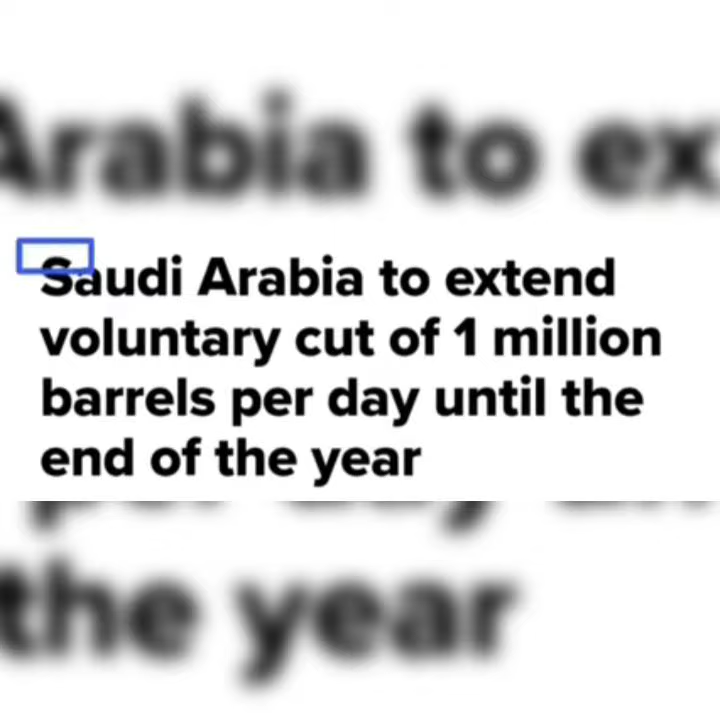 Saudi Arabia to extend
voluntary cut of 1 million
barrels per day until the
end of the year